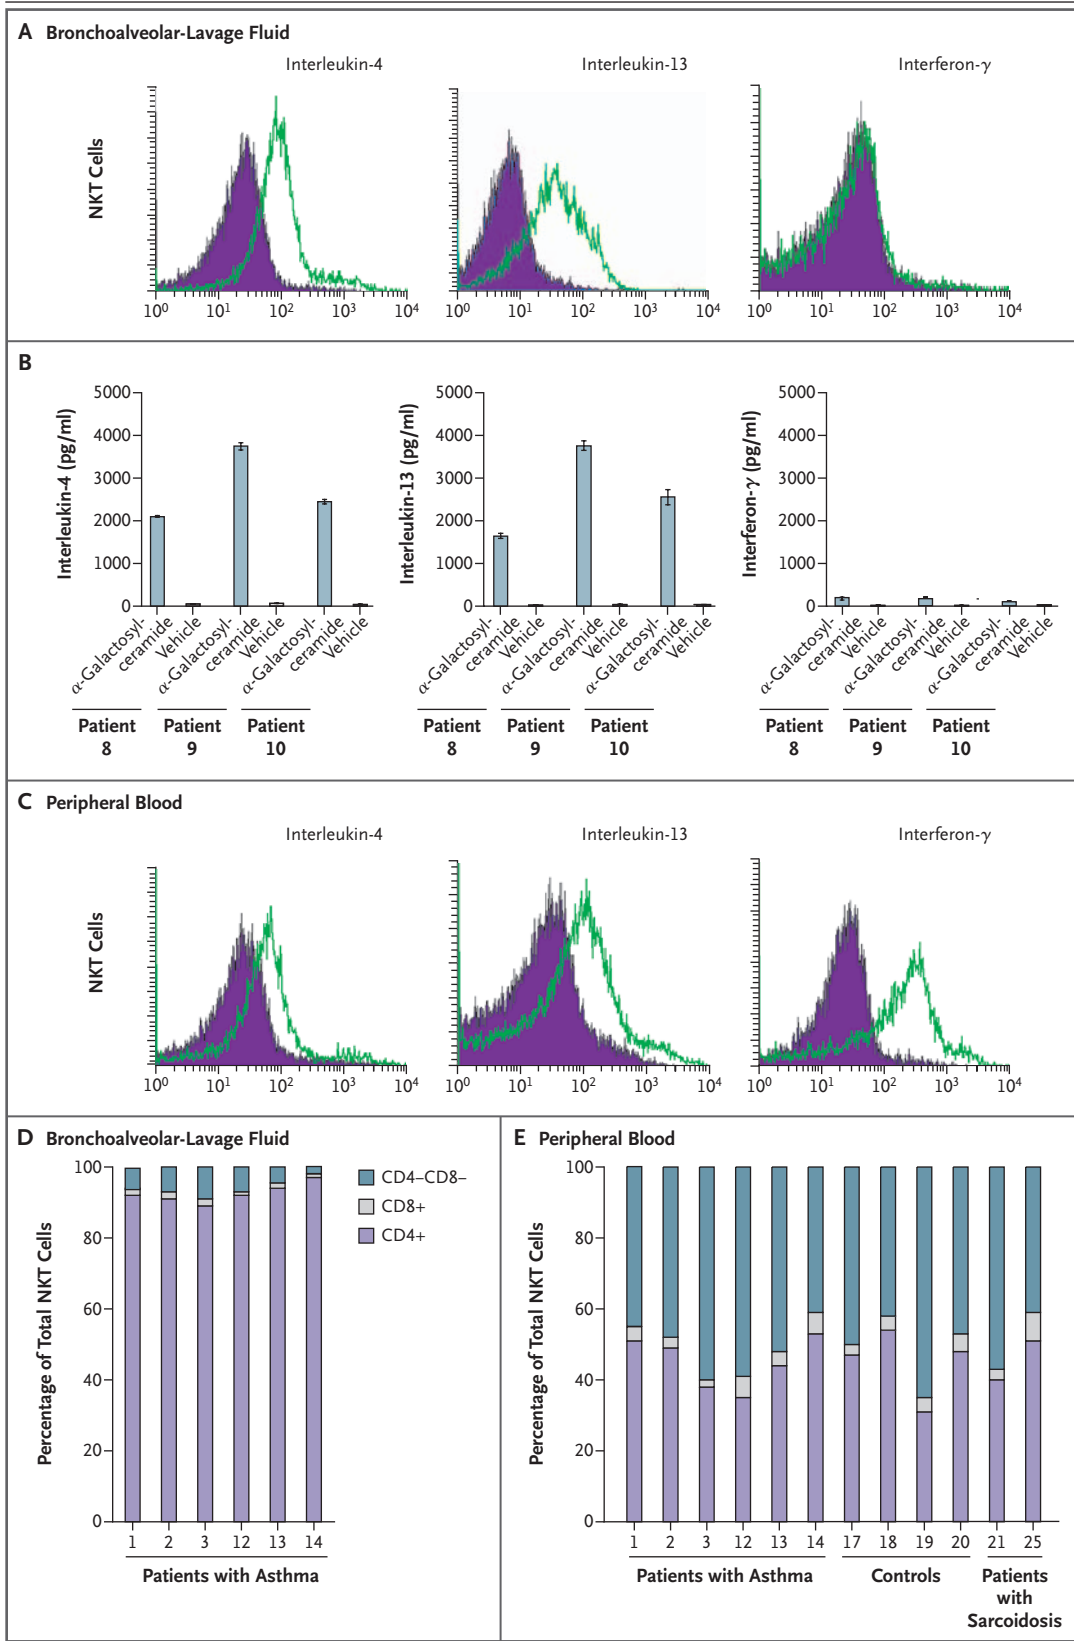 A Bronchoalveolar-Lavage Fluid
Interleukin-4
Interleukin-13
Interferon-γ
NKT Cells
10⁰ 10¹ 10² 10³ 10⁴
10⁰ 10¹ 10² 10³ 10⁴
10⁰ 10¹ 10² 10³ 10⁴
B
Interleukin-4 (pg/ml)
5000
4000
3000
2000
1000
0
α-Galactosyl-
ceramide
Vehicle
α-Galactosyl-
ceramide
Vehicle
α-Galactosyl-
ceramide
Vehicle
Patient
8
Patient
9
Patient
10
Interleukin-13 (pg/ml)
5000
4000
3000
2000
1000
0
α-Galactosyl-
ceramide
Vehicle
α-Galactosyl-
ceramide
Vehicle
α-Galactosyl-
ceramide
Vehicle
Patient
8
Patient
9
Patient
10
Interferon-γ (pg/ml)
5000
4000
3000
2000
1000
0
α-Galactosyl-
ceramide
Vehicle
α-Galactosyl-
ceramide
Vehicle
α-Galactosyl-
ceramide
Vehicle
Patient
8
Patient
9
Patient
10
C Peripheral Blood
Interleukin-4
Interleukin-13
Interferon-γ
NKT Cells
10⁰ 10¹ 10² 10³ 10⁴
10⁰ 10¹ 10² 10³ 10⁴
10⁰ 10¹ 10² 10³ 10⁴
D Bronchoalveolar-Lavage Fluid
Percentage of Total NKT Cells
100
80
60
40
20
0
CD4–CD8–
CD8+
CD4+
1 2 3 12 13 14
Patients with Asthma
E Peripheral Blood
Percentage of Total NKT Cells
100
80
60
40
20
0
1 2 3 12 13 14 17 18 19 20 21 25
Patients with Asthma
Controls
Patients
with
Sarcoidosis